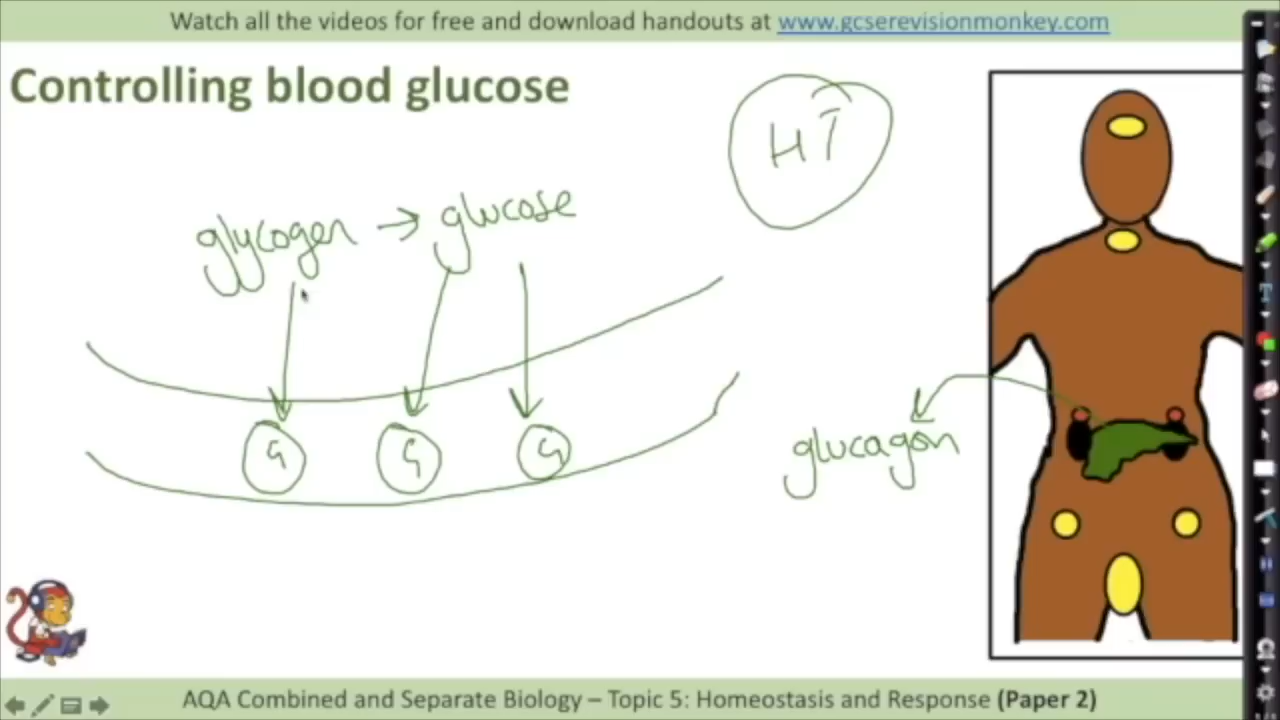 Watch all the videos for free and download handouts at www.gcserevisionmonkey.com
Controlling blood glucose
HT
glycogen → glucose
G G G
glucagon
AQA Combined and Separate Biology – Topic 5: Homeostasis and Response (Paper 2)